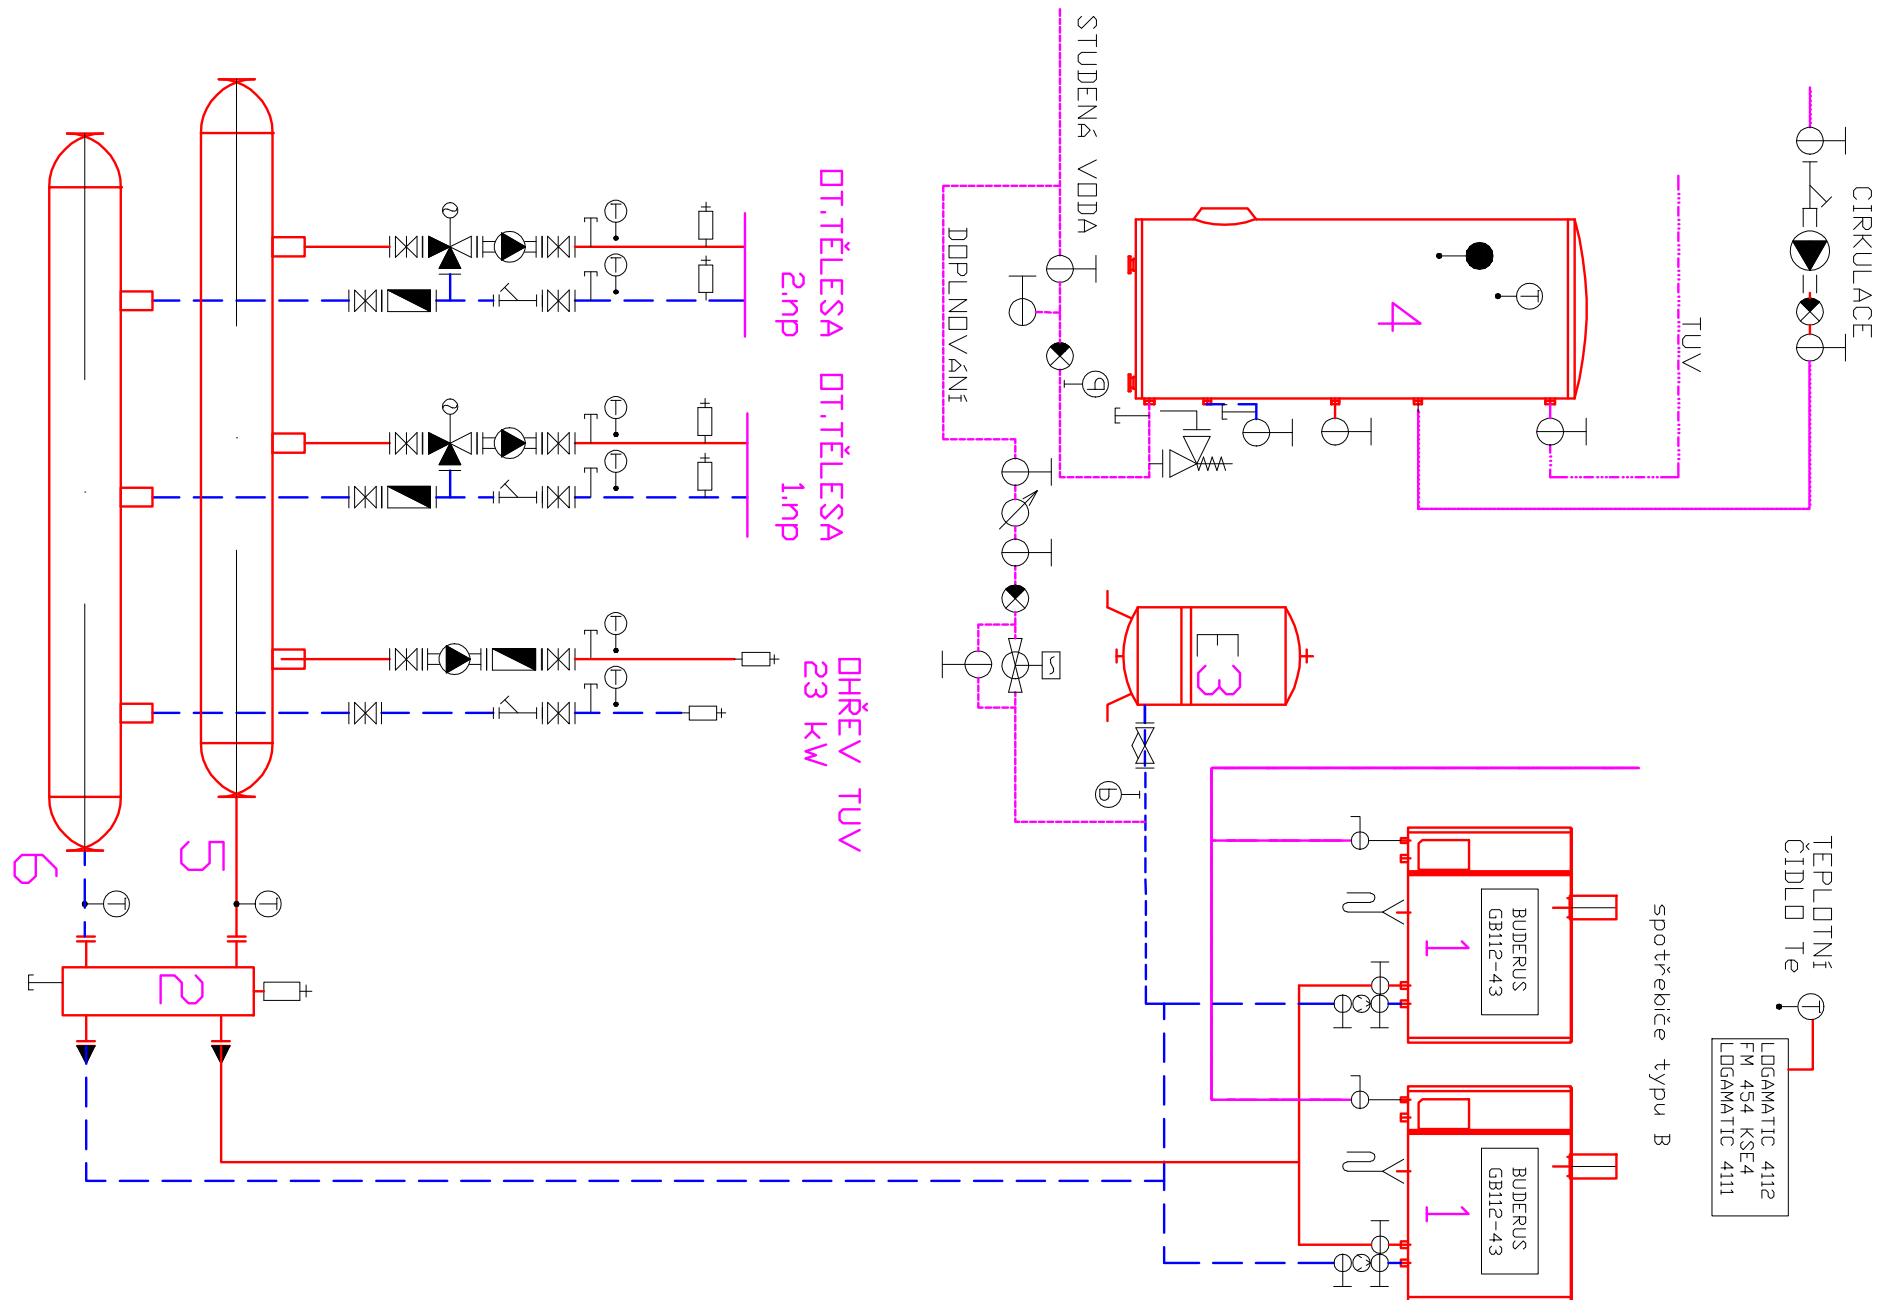 CIRKULACE
TUV
STUDENÁ VODA
DOPLNOVÁNÍ
4
T
OT.TĚLESA
2.np
OT.TĚLESA
1.np
OHŘEV TUV
23 kW
T
T
T
T
T
T
E3
TEPLOTNÍ
ČIDLO Te
T
LOGAMATIC 4112
FM 454 KSE4
LOGAMATIC 4111
spotřebiče typu B
BUDERUS
GB112-43
1
BUDERUS
GB112-43
1
5
6
T
T
2